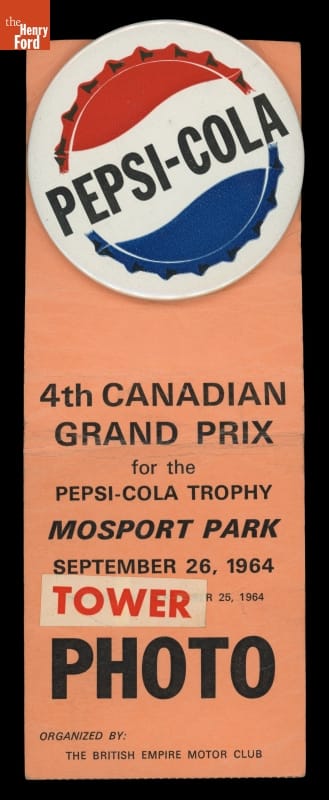 the
Henry
Ford
PEPSI-COLA
4th CANADIAN
GRAND PRIX
for the
PEPSI-COLA TROPHY
MOSPORT PARK
SEPTEMBER 26, 1964
TOWER
R 25, 1964
PHOTO
ORGANIZED BY:
THE BRITISH EMPIRE MOTOR CLUB